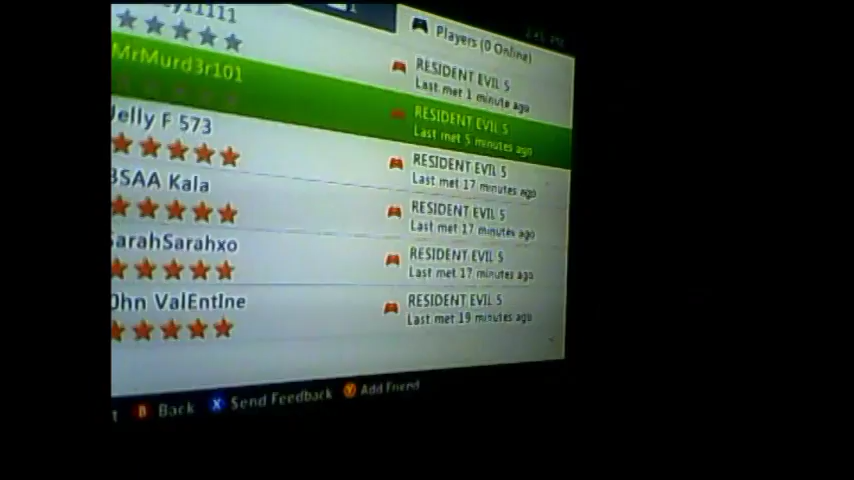 Players (0 Online)
RESIDENT EVIL 5
Last met 1 minute ago
MrMurd3r101
RESIDENT EVIL 5
Last met 5 minutes ago
Jelly F 573
RESIDENT EVIL 5
Last met 17 minutes ago
BSAA Kala
RESIDENT EVIL 5
Last met 17 minutes ago
SarahSarahxo
RESIDENT EVIL 5
Last met 17 minutes ago
0hn ValEntIne
RESIDENT EVIL 5
Last met 19 minutes ago
B Back X Send Feedback Y Add Friend